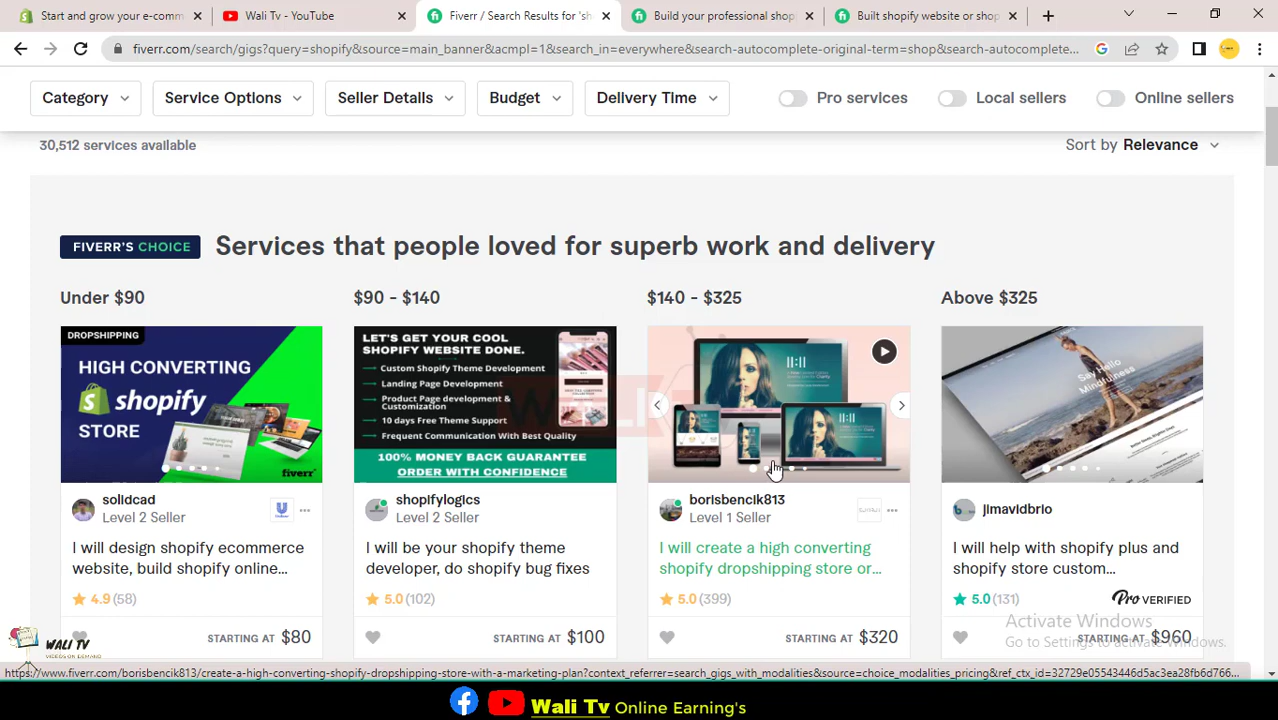 Start and grow your e-comm
Wali Tv - YouTube
Fiverr / Search Results for 'sh
Build your professional shop
Built shopify website or shop
fiverr.com/search/gigs?query=shopify&source=main_banner&acmpl=1&search_in=everywhere&search-autocomplete-original-term=shop&search-autocomplete...
Category
Service Options
Seller Details
Budget
Delivery Time
Pro services
Local sellers
Online sellers
30,512 services available
Sort by Relevance
FIVERR'S CHOICE
Services that people loved for superb work and delivery
Under $90
$90 - $140
$140 - $325
Above $325
DROPSHIPPING
HIGH CONVERTING
shopify
STORE
fiverr
LET'S GET YOUR COOL
SHOPIFY WEBSITE DONE.
Custom Shopify Theme Development
Landing Page Development
Product Page development &
Customization
10 days Free Theme Support
Frequent Communication With Best Quality
100% MONEY BACK GUARANTEE
ORDER WITH CONFIDENCE
11:11
11:11
Say Hello
Mindfulness
solidcad
Level 2 Seller
shopifylogics
Level 2 Seller
borisbencik813
Level 1 Seller
jimavidbrio
I will design shopify ecommerce
website, build shopify online...
I will be your shopify theme
developer, do shopify bug fixes
I will create a high converting
shopify dropshipping store or...
I will help with shopify plus and
shopify store custom...
4.9 (58)
5.0 (102)
5.0 (399)
5.0 (131)
Pro VERIFIED
STARTING AT $80
STARTING AT $100
STARTING AT $320
STARTING AT $960
Activate Windows
Go to Settings to activate Windows.
WALI TV
VIDEOS ON DEMAND
https://www.fiverr.com/borisbencik813/create-a-high-converting-shopify-dropshipping-store-with-a-marketing-plan?context_referrer=search_gigs_with_modalities&source=choice_modalities_pricing&ref_ctx_id=32729e05543446d5ac3ea28fb6d766...
Wali Tv Online Earning's